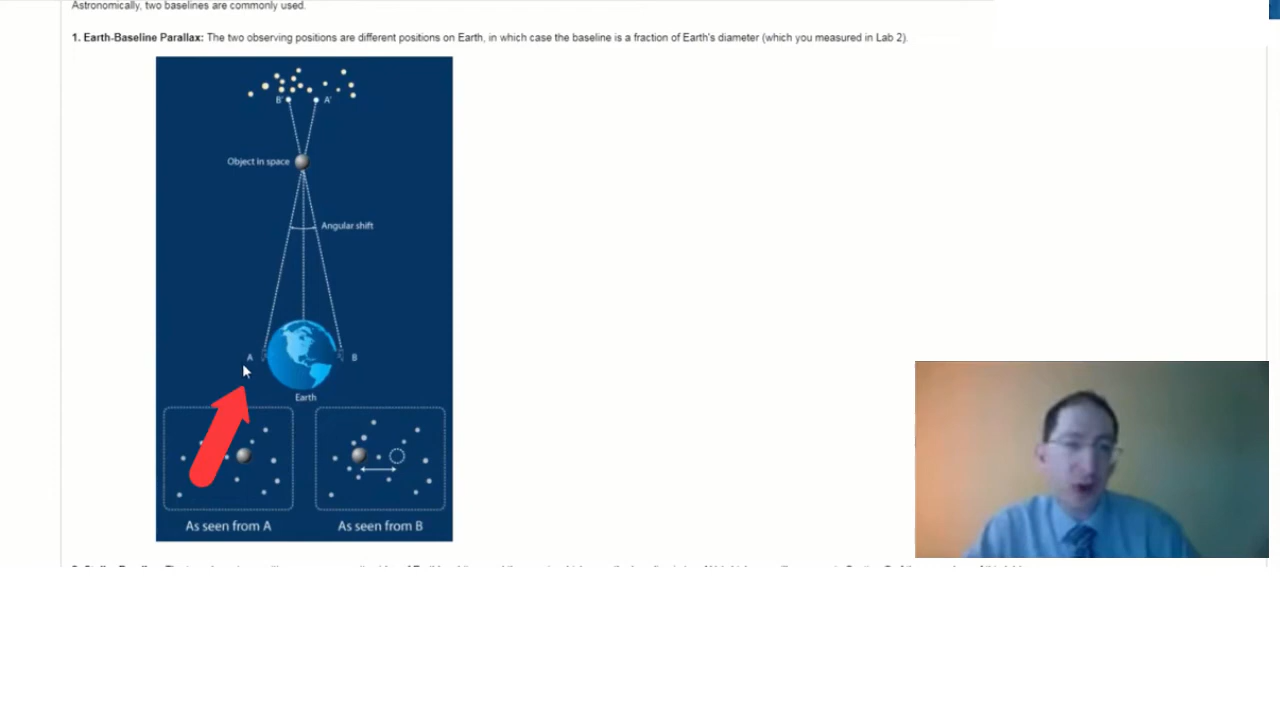 Astronomically, two baselines are commonly used.
1. Earth-Baseline Parallax: The two observing positions are different positions on Earth, in which case the baseline is a fraction of Earth's diameter (which you measured in Lab 2).
B' A'
Object in space
Angular shift
A B
Earth
As seen from A As seen from B